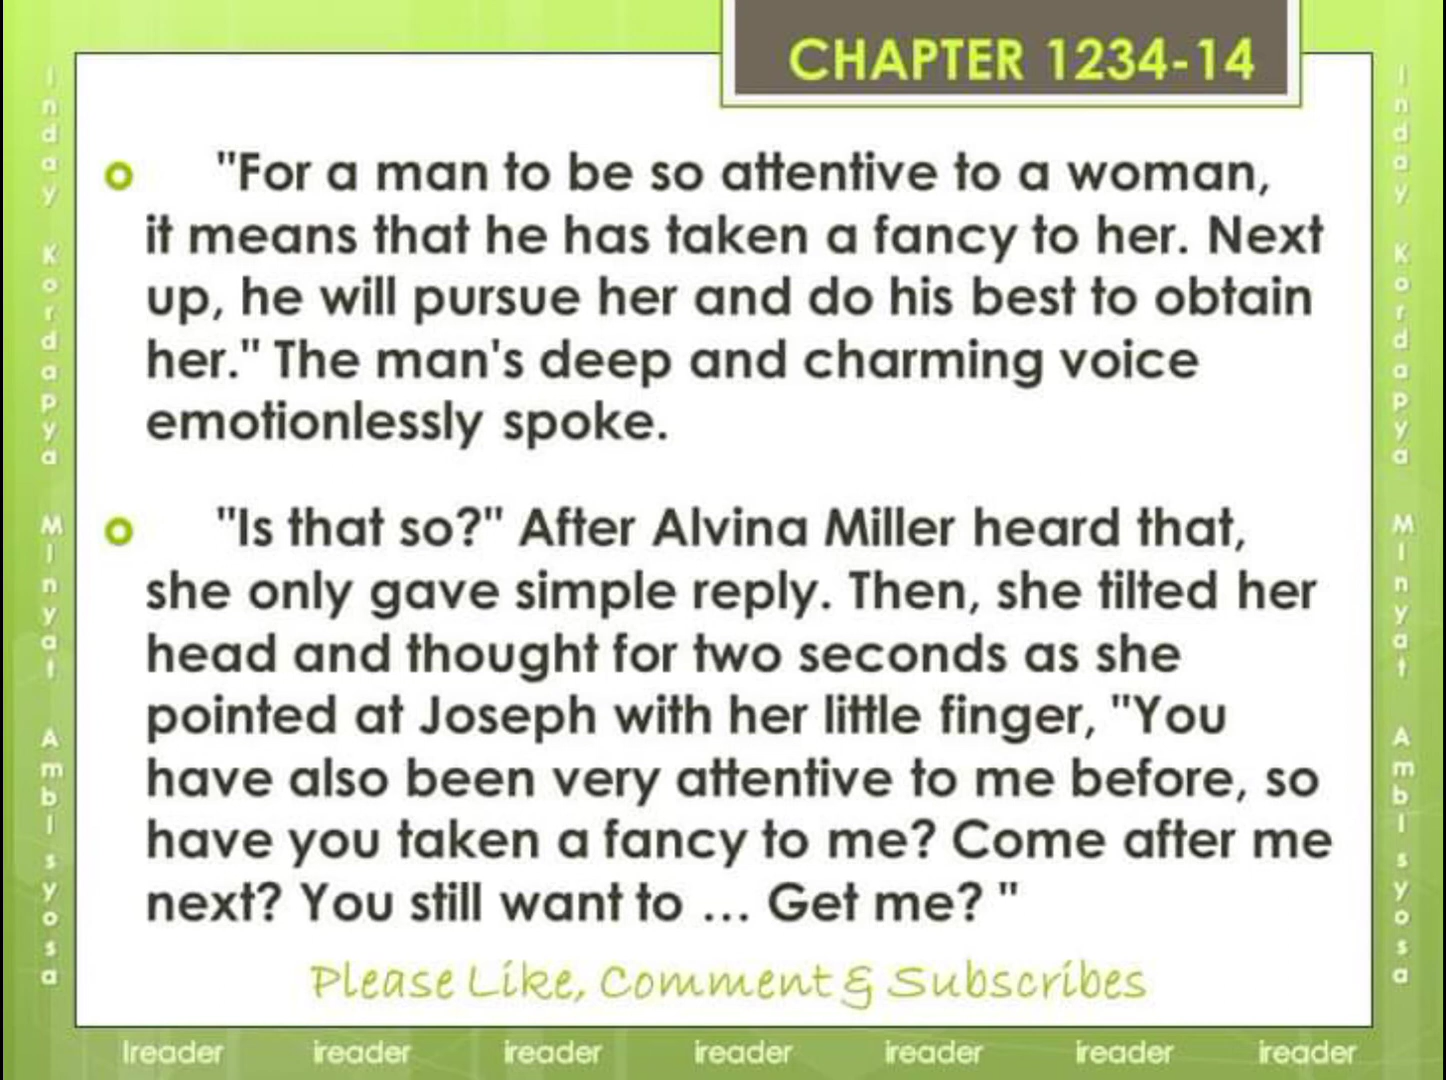 CHAPTER 1234-14
"For a man to be so attentive to a woman,
it means that he has taken a fancy to her. Next
up, he will pursue her and do his best to obtain
her." The man's deep and charming voice
emotionlessly spoke.
"Is that so?" After Alvina Miller heard that,
she only gave simple reply. Then, she tilted her
head and thought for two seconds as she
pointed at Joseph with her little finger, "You
have also been very attentive to me before, so
have you taken a fancy to me? Come after me
next? You still want to ... Get me? "
Please Like, Comment & Subscribes
Inday Kordapya Minyat Ambisyosa
Inday Kordapya Minyat Ambisyosa
Ireader ireader ireader ireader ireader ireader ireader